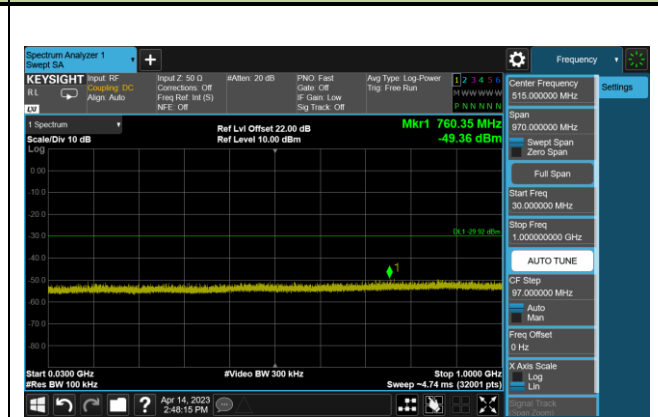 Spectrum Analyzer 1
Swept SA
+
Frequency
KEYSIGHT
RL
LXI
Input: RF
Coupling: DC
Align: Auto
Input Z: 50 Ω
Corrections: Off
Freq Ref: Int (S)
NFE: Off
#Atten: 20 dB
PNO: Fast
Gate: Off
IF Gain: Low
Sig Track: Off
Avg Type: Log-Power
Trig: Free Run
1 2 3 4 5 6
M W W W W W
P N N N N N
1 Spectrum
Scale/Div 10 dB
Log
Ref Lvl Offset 22.00 dB
Ref Level 10.00 dBm
Mkr1 760.35 MHz
-49.36 dBm
0.00
-10.0
-20.0
-30.0
-40.0
-50.0
-60.0
-70.0
-80.0
DL1 -29.92 dBm
1
Start 0.0300 GHz
#Res BW 100 kHz
#Video BW 300 kHz
Stop 1.0000 GHz
Sweep ~4.74 ms (32001 pts)
Center Frequency
515.000000 MHz
Settings
Span
970.000000 MHz
Swept Span
Zero Span
Full Span
Start Freq
30.000000 MHz
Stop Freq
1.000000000 GHz
AUTO TUNE
CF Step
97.000000 MHz
Auto
Man
Freq Offset
0 Hz
X Axis Scale
Log
Lin
Signal Track
(Span Zoom)
?
Apr 14, 2023
2:48:15 PM